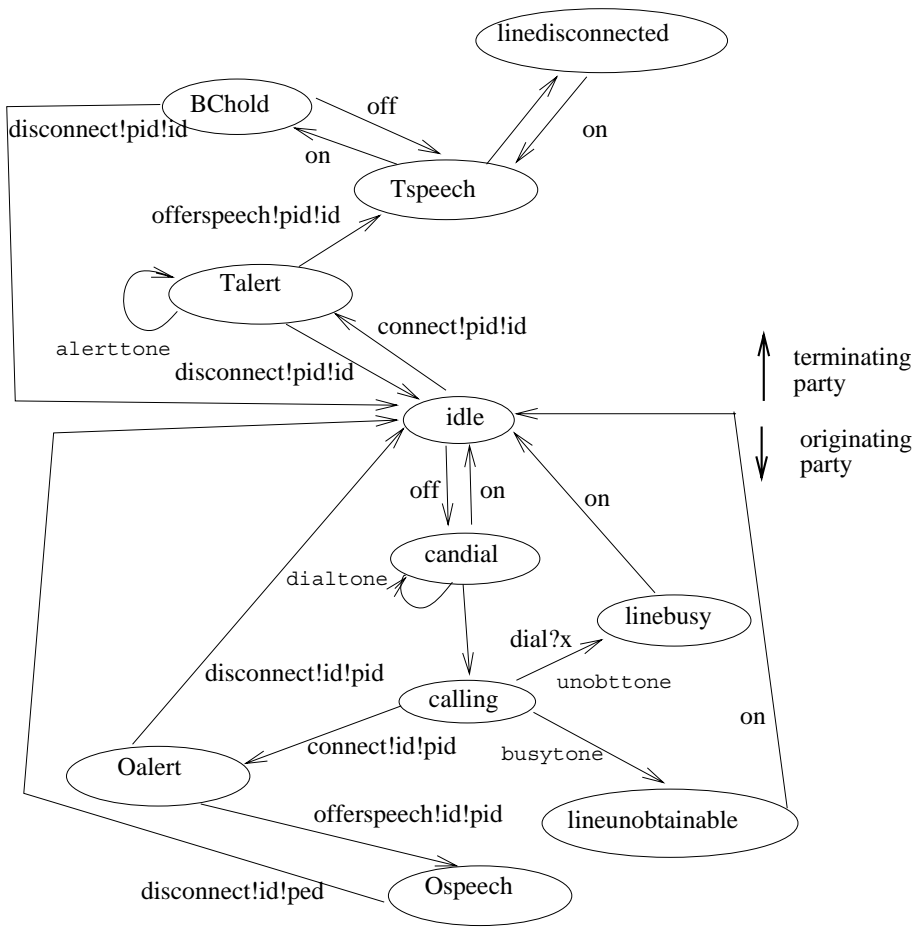 linedisconnected
BChold
off
disconnect!pid!id
on
on
Tspeech
offerspeech!pid!id
Talert
connect!pid!id
alerttone
disconnect!pid!id
terminating
party
idle
originating
party
off
on
on
candial
dialtone
linebusy
dial?x
disconnect!id!pid
unobttone
calling
on
connect!id!pid
busytone
Oalert
offerspeech!id!pid
lineunobtainable
Ospeech
disconnect!id!ped